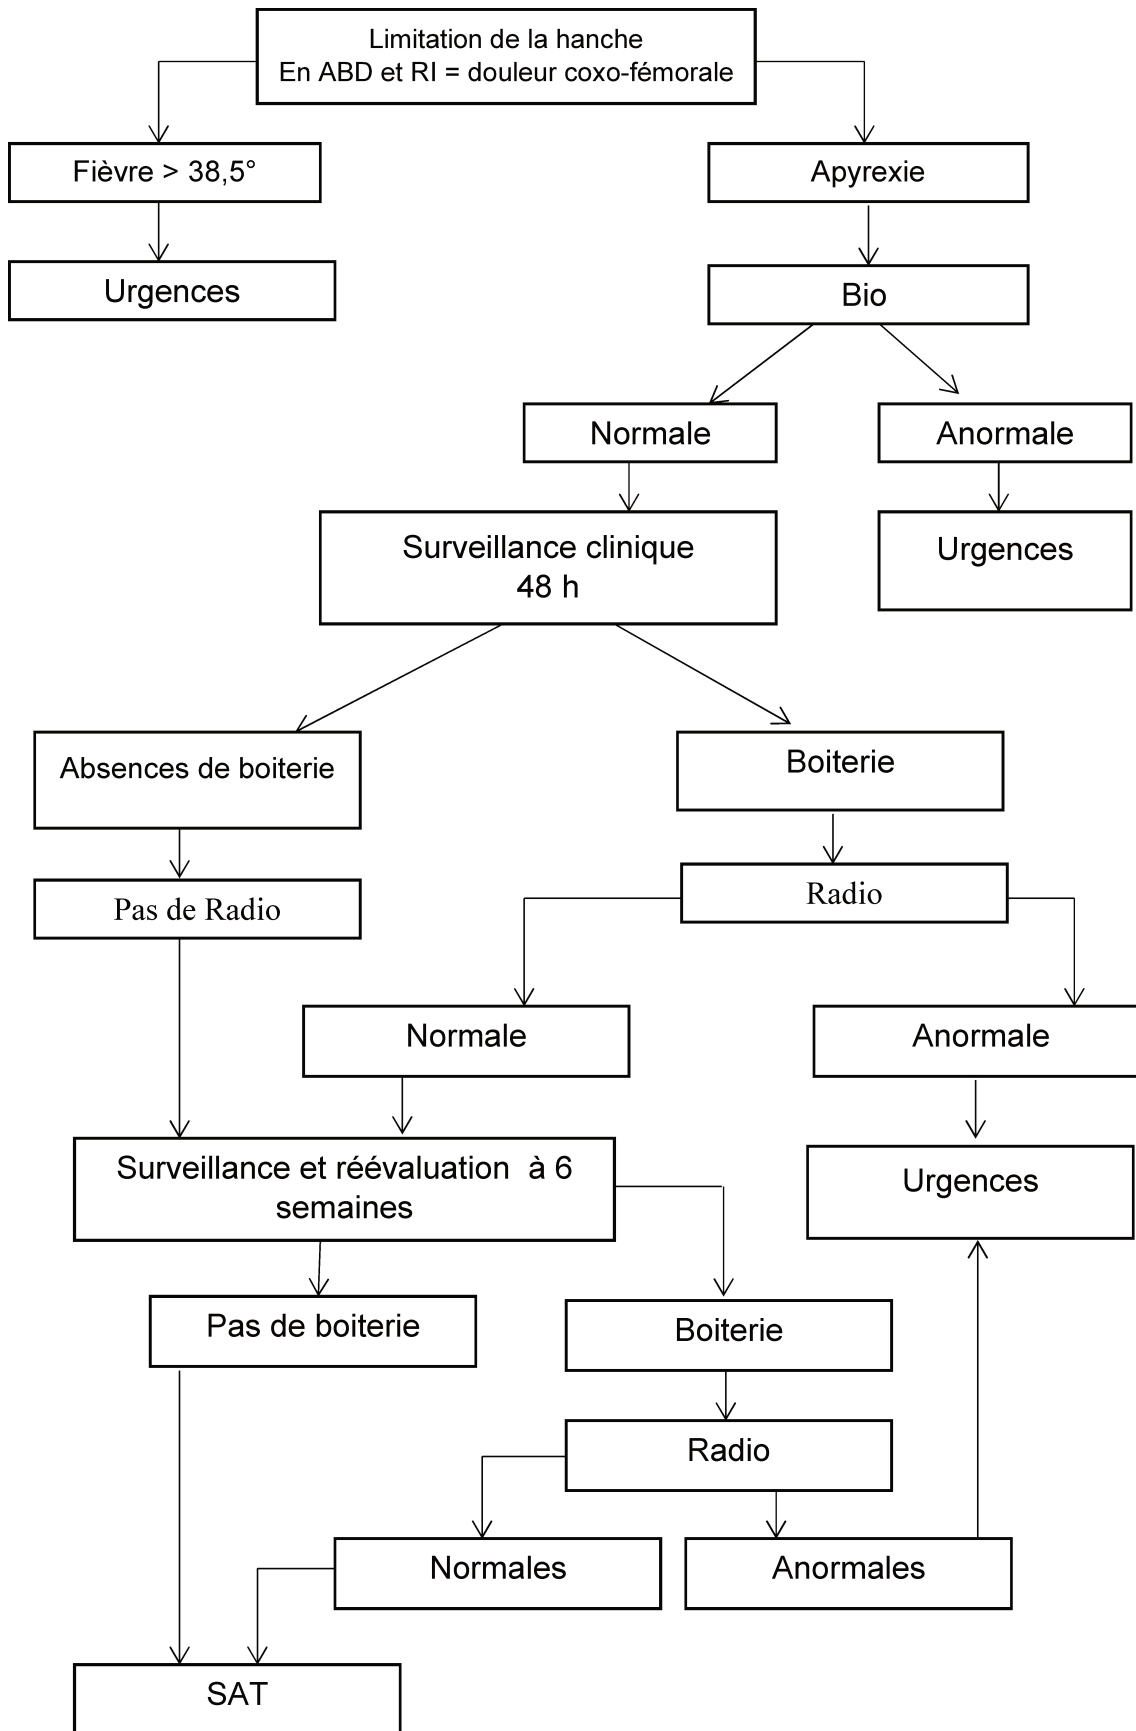 Limitation de la hanche
En ABD et RI = douleur coxo-fémorale
Fièvre > 38,5°
Apyrexie
Urgences
Bio
Normale
Anormale
Surveillance clinique
48 h
Urgences
Absences de boiterie
Boiterie
Pas de Radio
Radio
Normale
Anormale
Surveillance et réévaluation à 6
semaines
Urgences
Pas de boiterie
Boiterie
Radio
Normales
Anormales
SAT